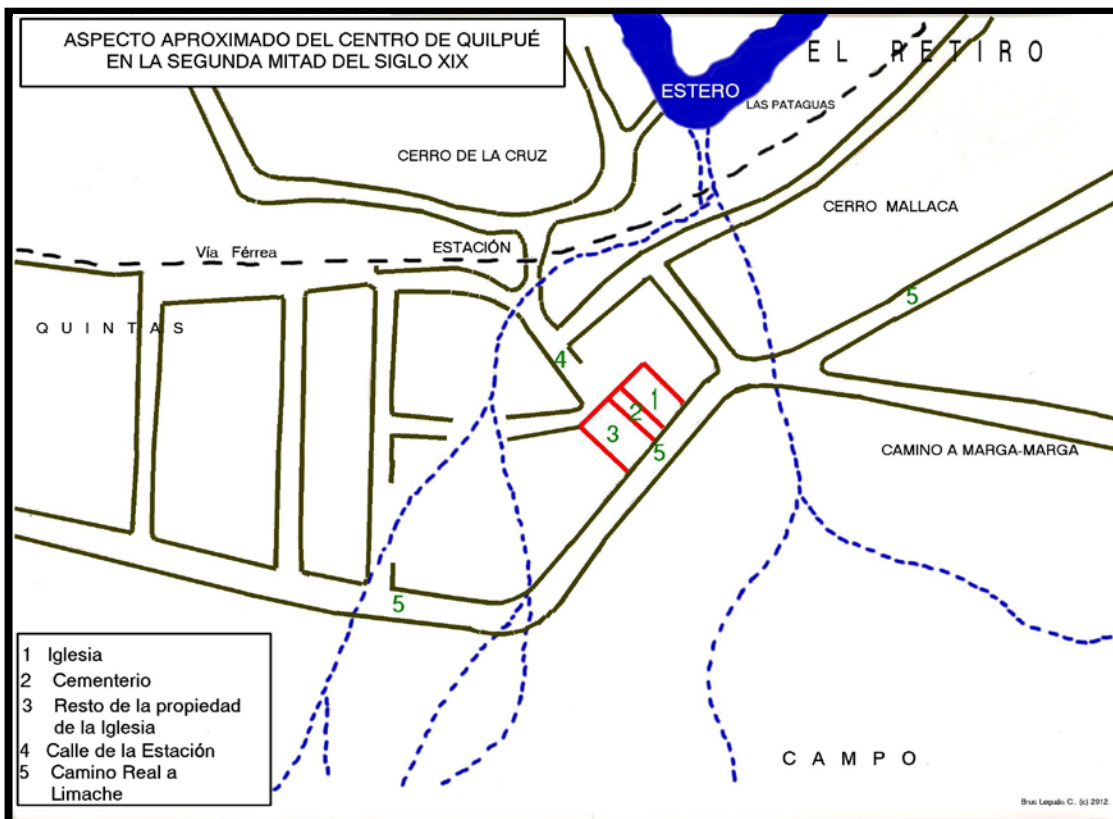 ASPECTO APROXIMADO DEL CENTRO DE QUILPUÉ
EN LA SEGUNDA MITAD DEL SIGLO XIX
EL RETIRO
ESTERO
LAS PATAGUAS
CERRO DE LA CRUZ
CERRO MALLACA
Vía Férrea
ESTACIÓN
5
QUINTAS
4
1
2
3
5
CAMINO A MARGA-MARGA
5
1 Iglesia
2 Cementerio
3 Resto de la propiedad
de la Iglesia
4 Calle de la Estación
5 Camino Real a
Limache
CAMPO
Brus Leguás C., (c) 2012.